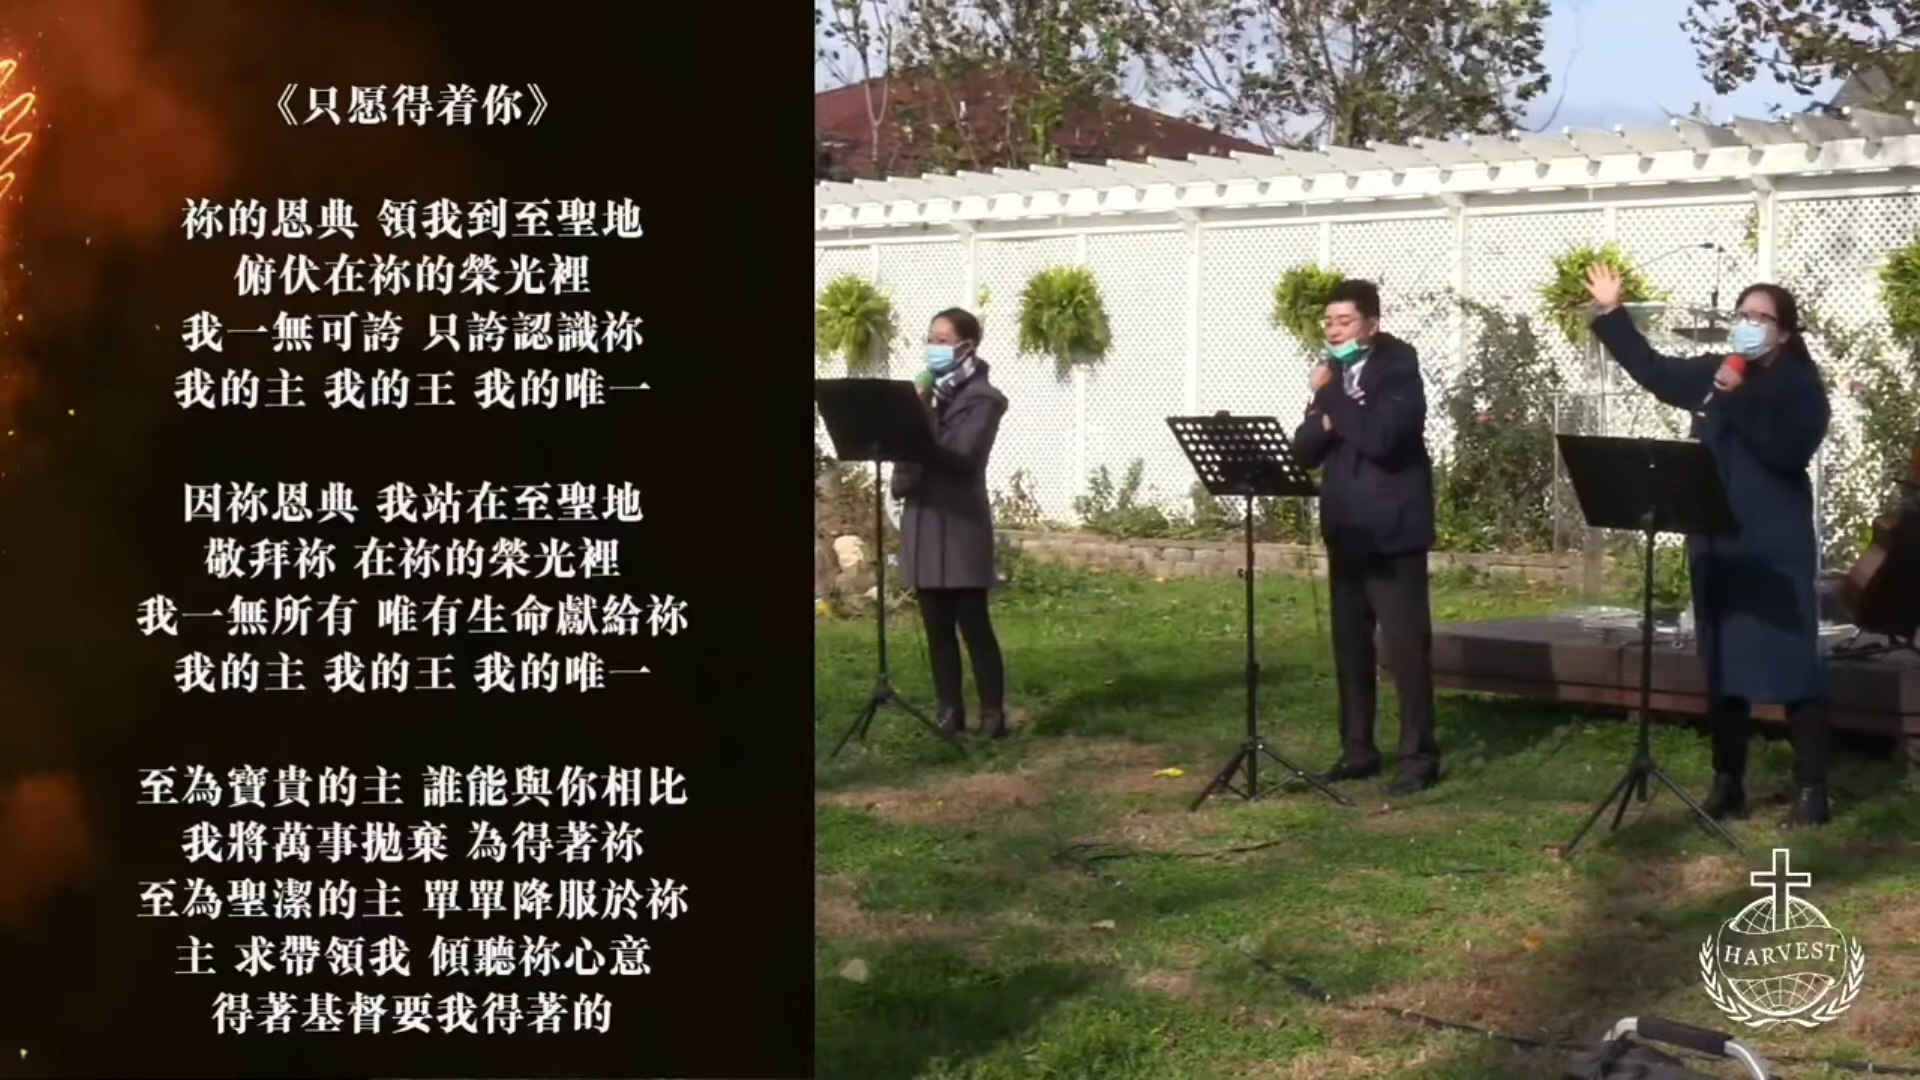 《只愿得着你》
祢的恩典 領我到至聖地
俯伏在祢的榮光裡
我一無可誇 只誇認識祢
我的主 我的王 我的唯一
因祢恩典 我站在至聖地
敬拜祢 在祢的榮光裡
我一無所有 唯有生命獻給祢
我的主 我的王 我的唯一
至為寶貴的主 誰能與你相比
我將萬事拋棄 為得著祢
至為聖潔的主 單單降服於祢
主 求帶領我 傾聽祢心意
得著基督要我得著的
HARVEST